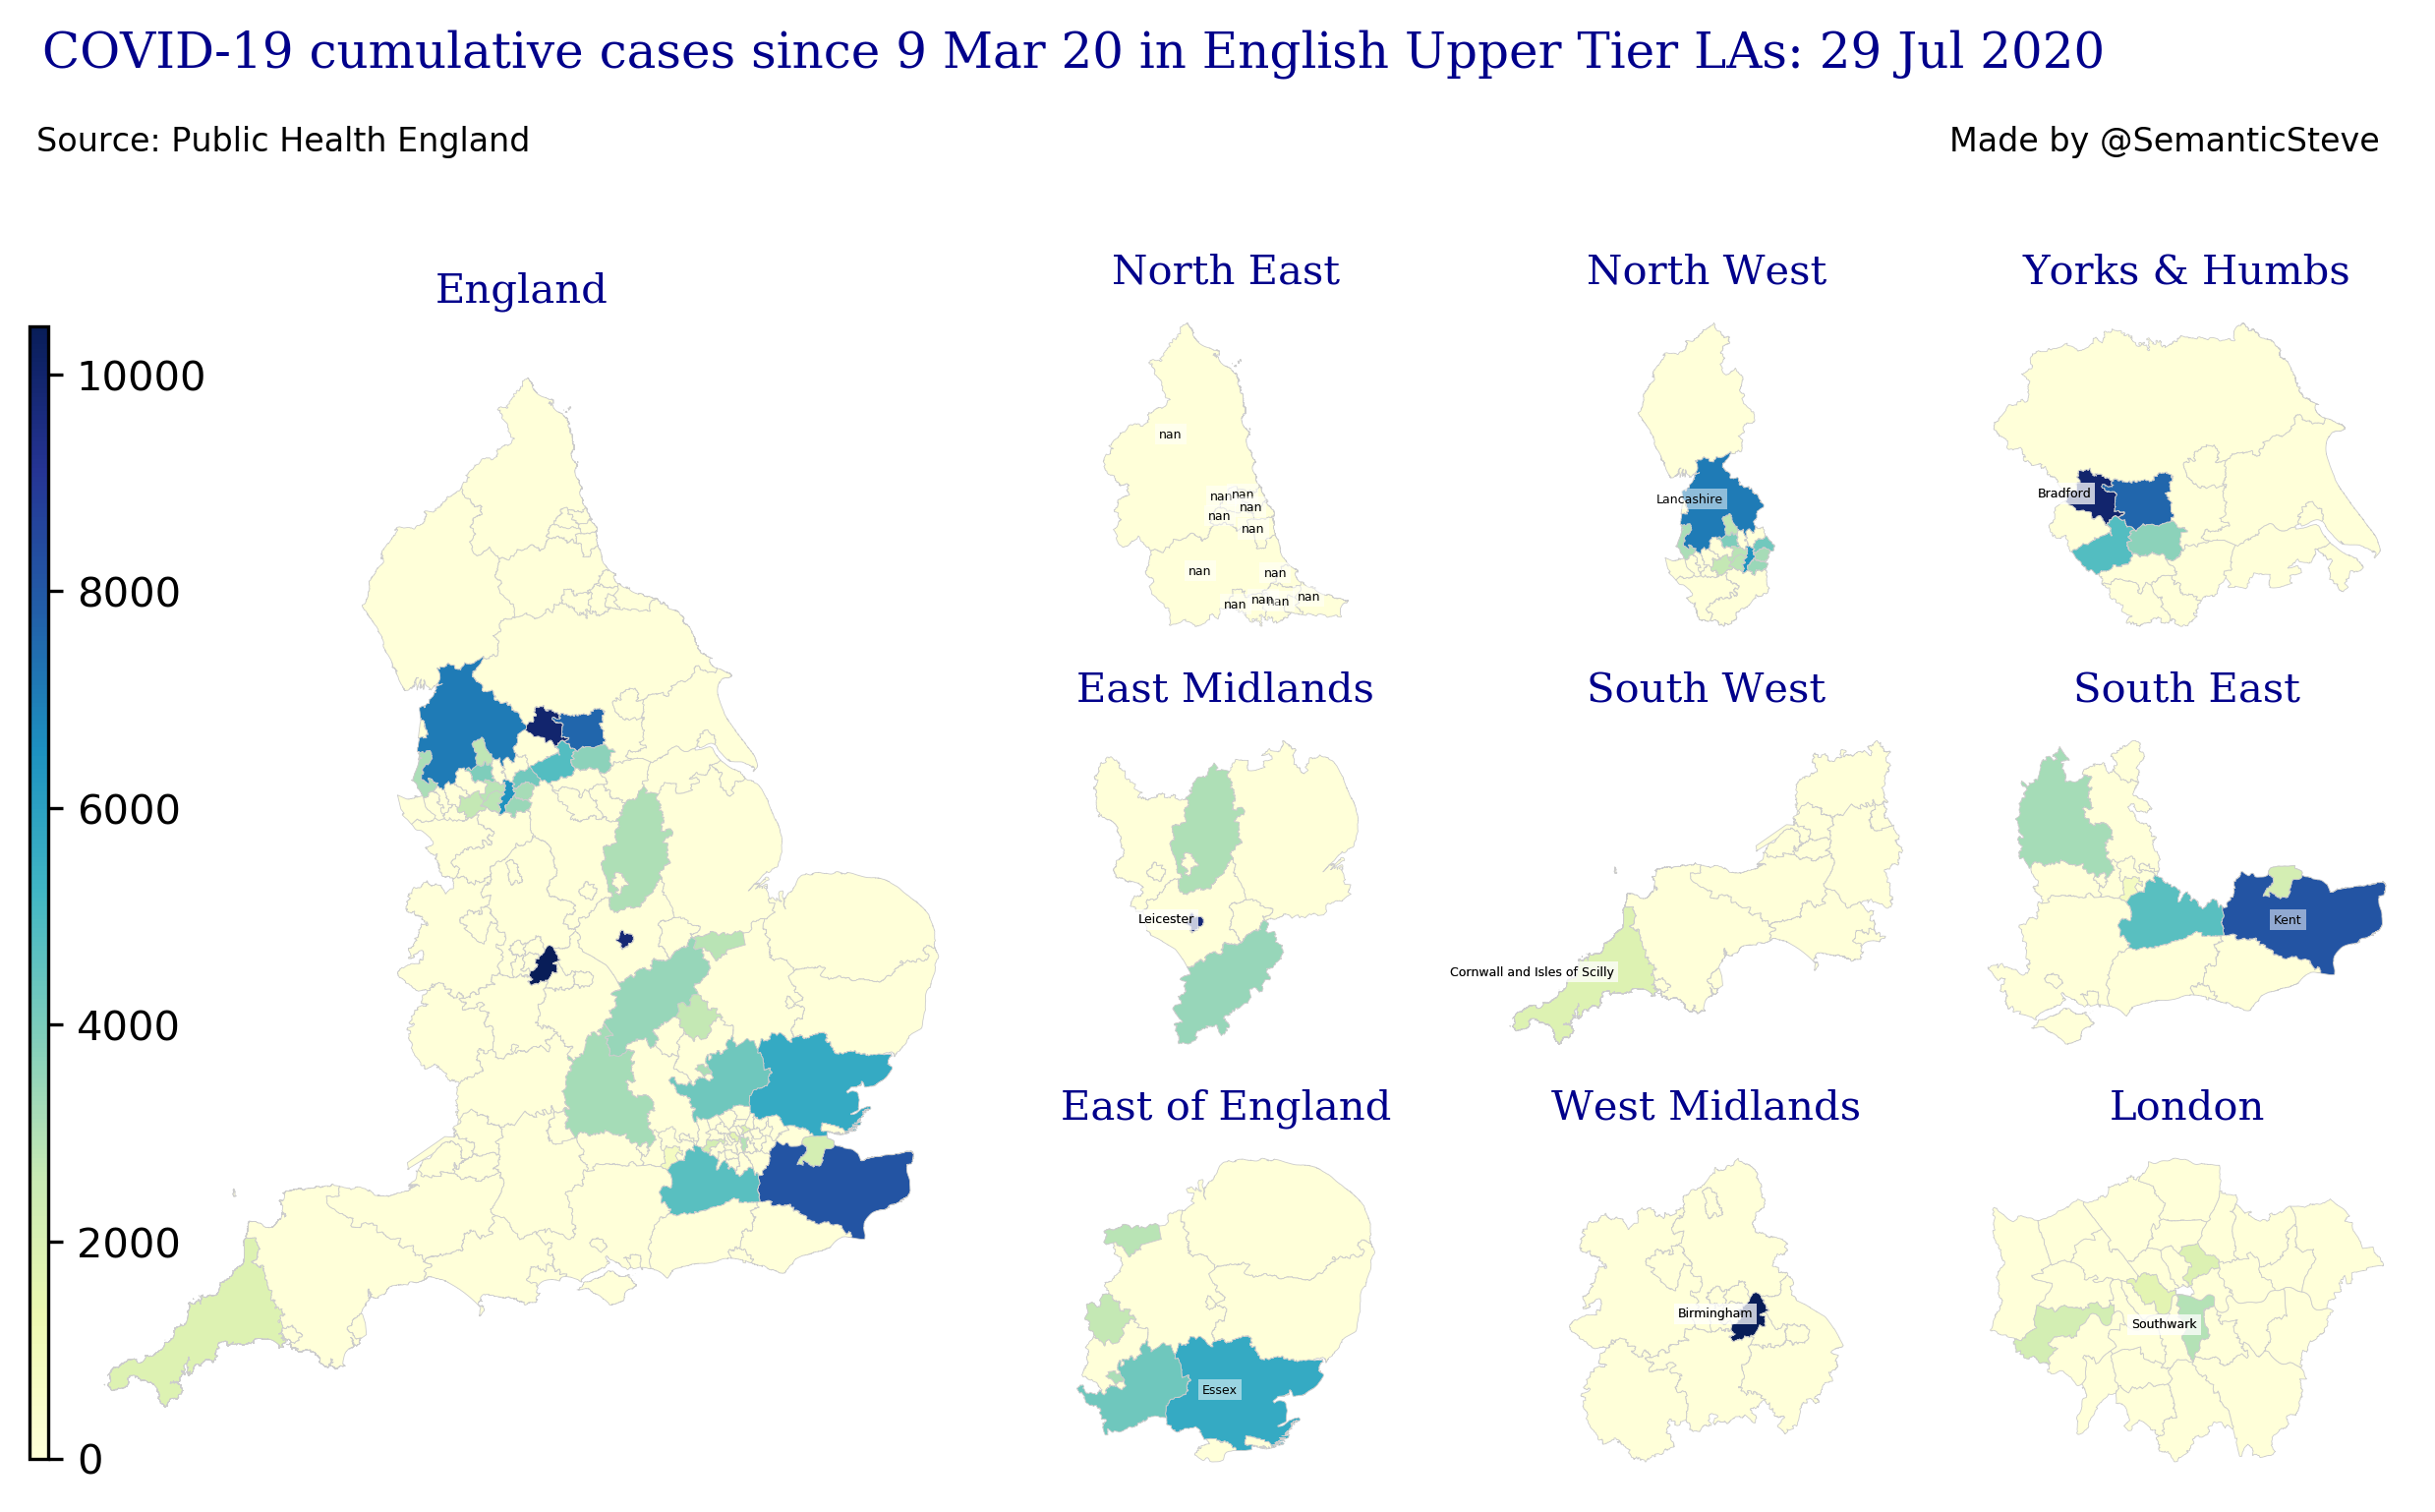 COVID-19 cumulative cases since 9 Mar 20 in English Upper Tier LAs: 29 Jul 2020
Source: Public Health England
Made by @SemanticSteve
England
10000
8000
6000
4000
2000
0
North East
nan
nan
nan
nan
nan
nan
nan
nan
nan
nan
nan
nan
North West
Lancashire
Yorks & Humbs
Bradford
East Midlands
Leicester
South West
Cornwall and Isles of Scilly
South East
Kent
East of England
Essex
West Midlands
Birmingham
London
Southwark